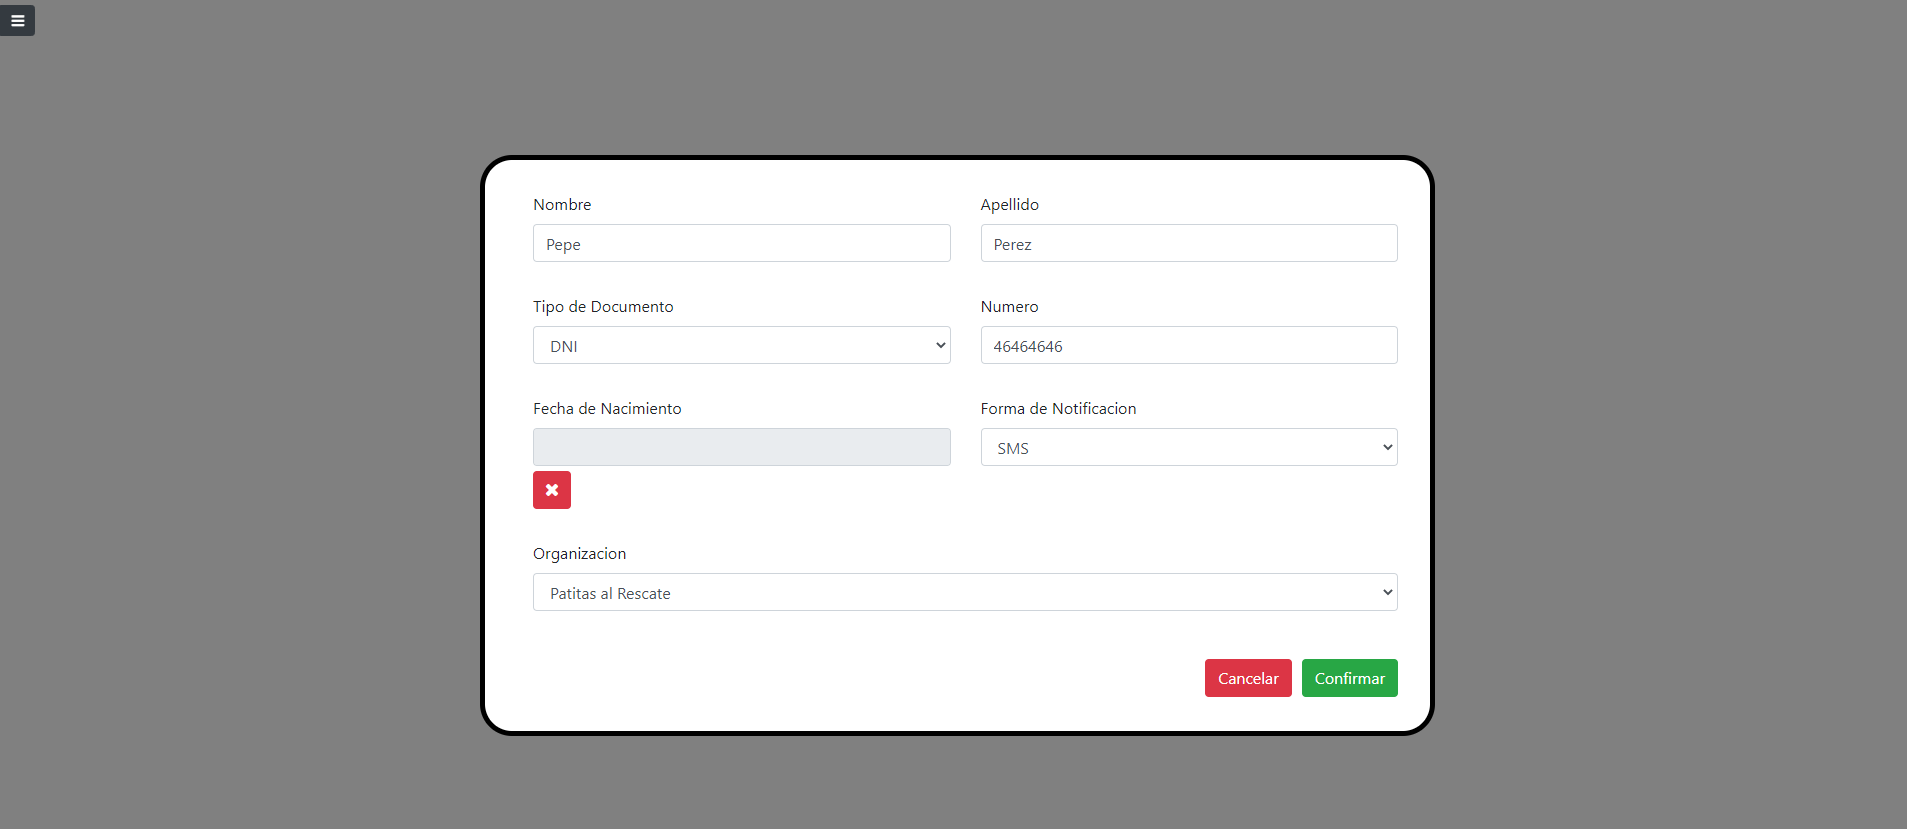 Nombre
Apellido
Pepe
Perez
Tipo de Documento
Numero
DNI
46464646
Fecha de Nacimiento
Forma de Notificacion
SMS
Organizacion
Patitas al Rescate
Cancelar
Confirmar